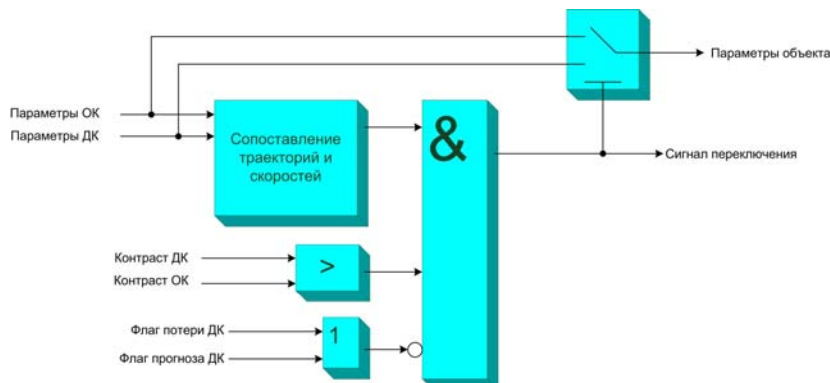 Параметры объекта
Параметры ОК
Параметры ДК
Сопоставление
траекторий и
скоростей
&
Сигнал переключения
Контраст ДК
Контраст ОК
>
Флаг потери ДК
Флаг прогноза ДК
1